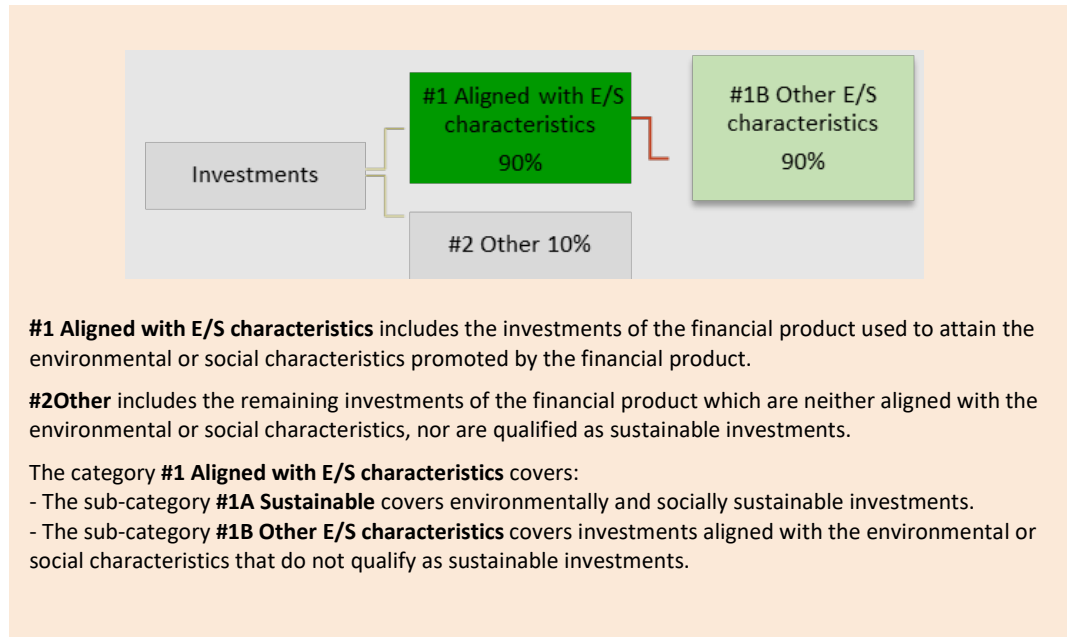 #1 Aligned with E/S
characteristics
90%
#1B Other E/S
characteristics
90%
Investments
#2 Other 10%
#1 Aligned with E/S characteristics includes the investments of the financial product used to attain the
environmental or social characteristics promoted by the financial product.
#2Other includes the remaining investments of the financial product which are neither aligned with the
environmental or social characteristics, nor are qualified as sustainable investments.
The category #1 Aligned with E/S characteristics covers:
- The sub-category #1A Sustainable covers environmentally and socially sustainable investments.
- The sub-category #1B Other E/S characteristics covers investments aligned with the environmental or
social characteristics that do not qualify as sustainable investments.